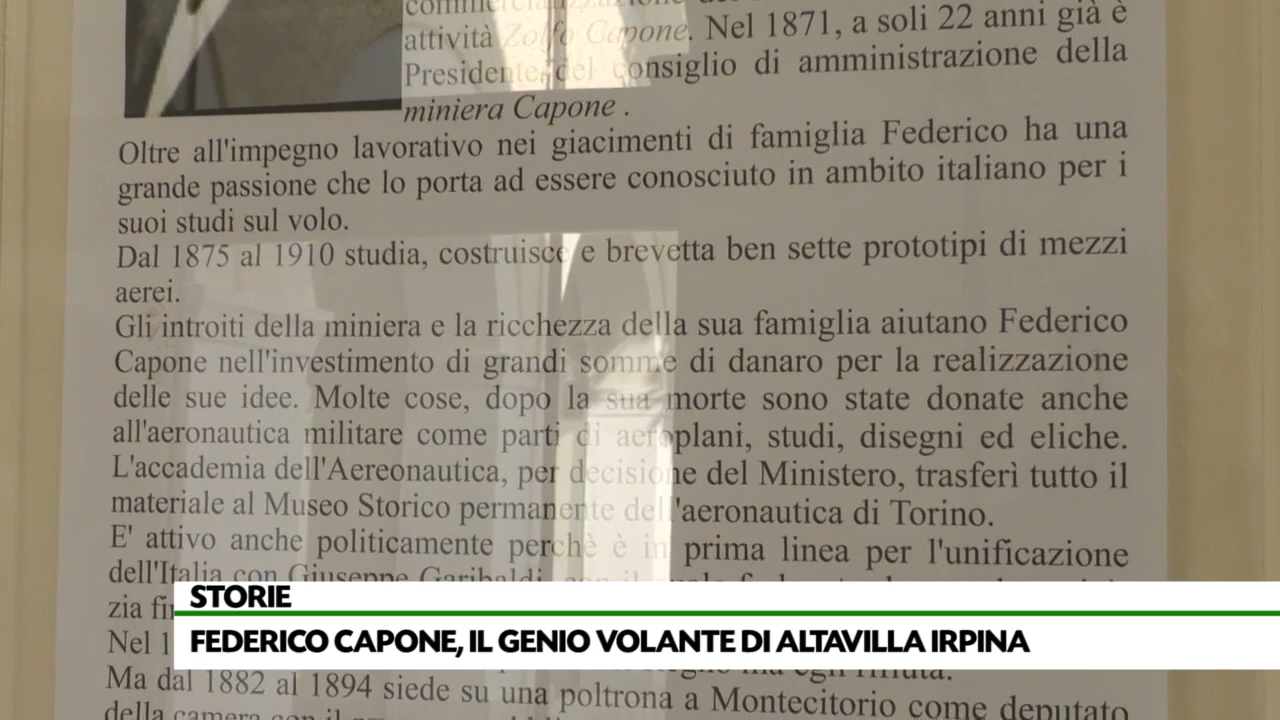 commercializzazione
attività Zolfo Capone. Nel 1871, a soli 22 anni già è
Presidente del consiglio di amministrazione della
miniera Capone .
Oltre all'impegno lavorativo nei giacimenti di famiglia Federico ha una
grande passione che lo porta ad essere conosciuto in ambito italiano per i
suoi studi sul volo.
Dal 1875 al 1910 studia, costruisce e brevetta ben sette prototipi di mezzi
aerei.
Gli introiti della miniera e la ricchezza della sua famiglia aiutano Federico
Capone nell'investimento di grandi somme di danaro per la realizzazione
delle sue idee. Molte cose, dopo la sua morte sono state donate anche
all'aeronautica militare come parti di aeroplani, studi, disegni ed eliche.
L'accademia dell'Aereonautica, per decisione del Ministero, trasferì tutto il
materiale al Museo Storico permanente dell'aeronautica di Torino.
E' attivo anche politicamente perchè è in prima linea per l'unificazione
dell'Italia con Giuseppe Garibaldi
zia
Nel 1
egli rifiuta.
Ma dal 1882 al 1894 siede su una poltrona a Montecitorio come deputato
della camera con il
STORIE
FEDERICO CAPONE, IL GENIO VOLANTE DI ALTAVILLA IRPINA